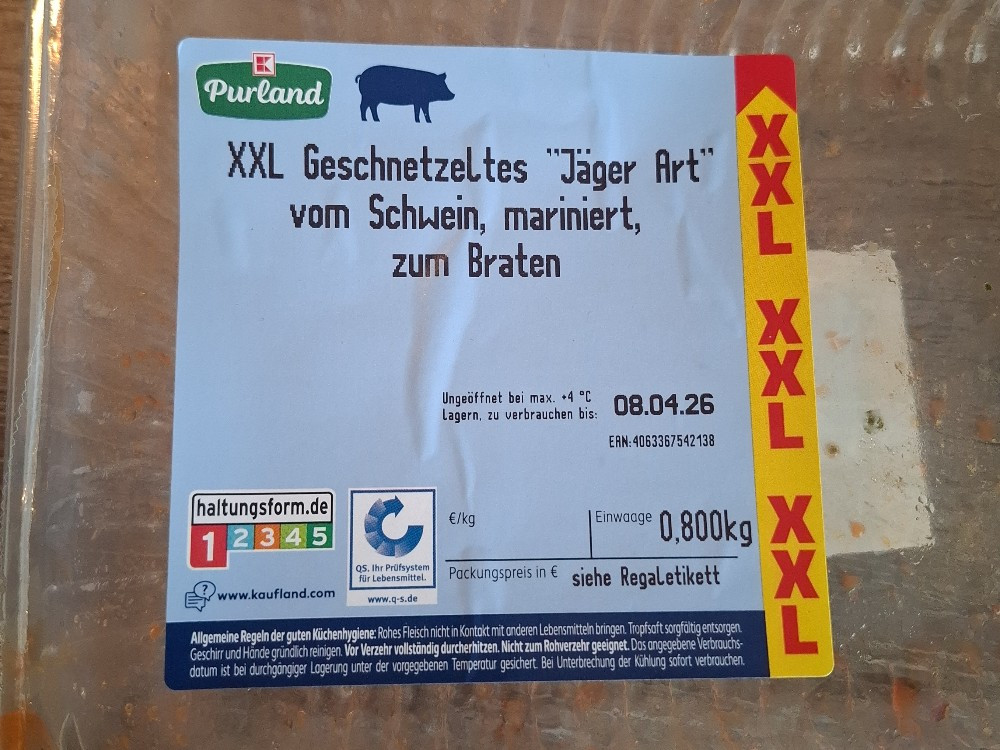 K
Purland
XXL Geschnetzeltes "Jäger Art"
vom Schwein, mariniert,
zum Braten
Ungeöffnet bei max. +4 °C
Lagern, zu verbrauchen bis: 08.04.26
EAN:4063367542138
haltungsform.de
1 2 3 4 5
www.kaufland.com
QS. Ihr Prüfsystem
für Lebensmittel.
www.q-s.de
€/kg
Einwaage 0,800kg
Packungspreis in € siehe Regaletikett
Allgemeine Regeln der guten Küchenhygiene: Rohes Fleisch nicht in Kontakt mit anderen Lebensmitteln bringen. Tropfsaft sorgfältig entsorgen.
Geschirr und Hände gründlich reinigen. Vor Verzehr vollständig durcherhitzen. Nicht zum Rohverzehr geeignet. Das angegebene Verbrauchs-
datum ist bei durchgängiger Lagerung unter der vorgegebenen Temperatur gesichert. Bei Unterbrechung der Kühlung sofort verbrauchen.
XXL
XXL
XXL